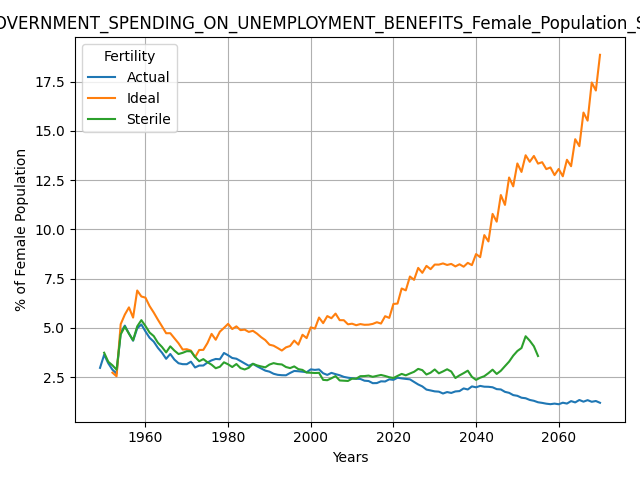 OVERNMENT_SPENDING_ON_UNEMPLOYMENT_BENEFITS_Female_Population_S
Fertility
Actual
Ideal
Sterile
% of Female Population
17.5
15.0
12.5
10.0
7.5
5.0
2.5
1960 1980 2000 2020 2040 2060
Years